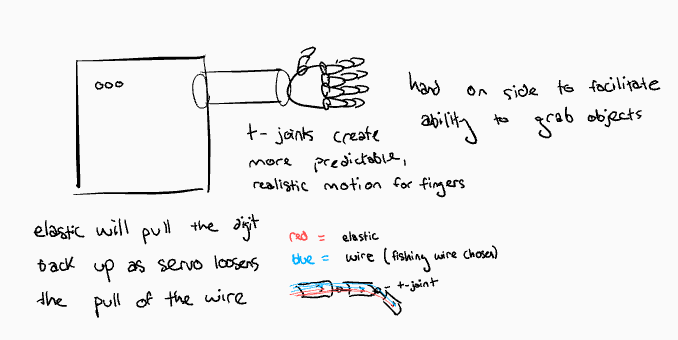 hand on side to facilitate
ability to grab objects
t-joints create
more predictable,
realistic motion for fingers
elastic will pull the digit
back up as servo loosens
the pull of the wire
red = elastic
blue = wire (fishing wire chosen)
t-joint